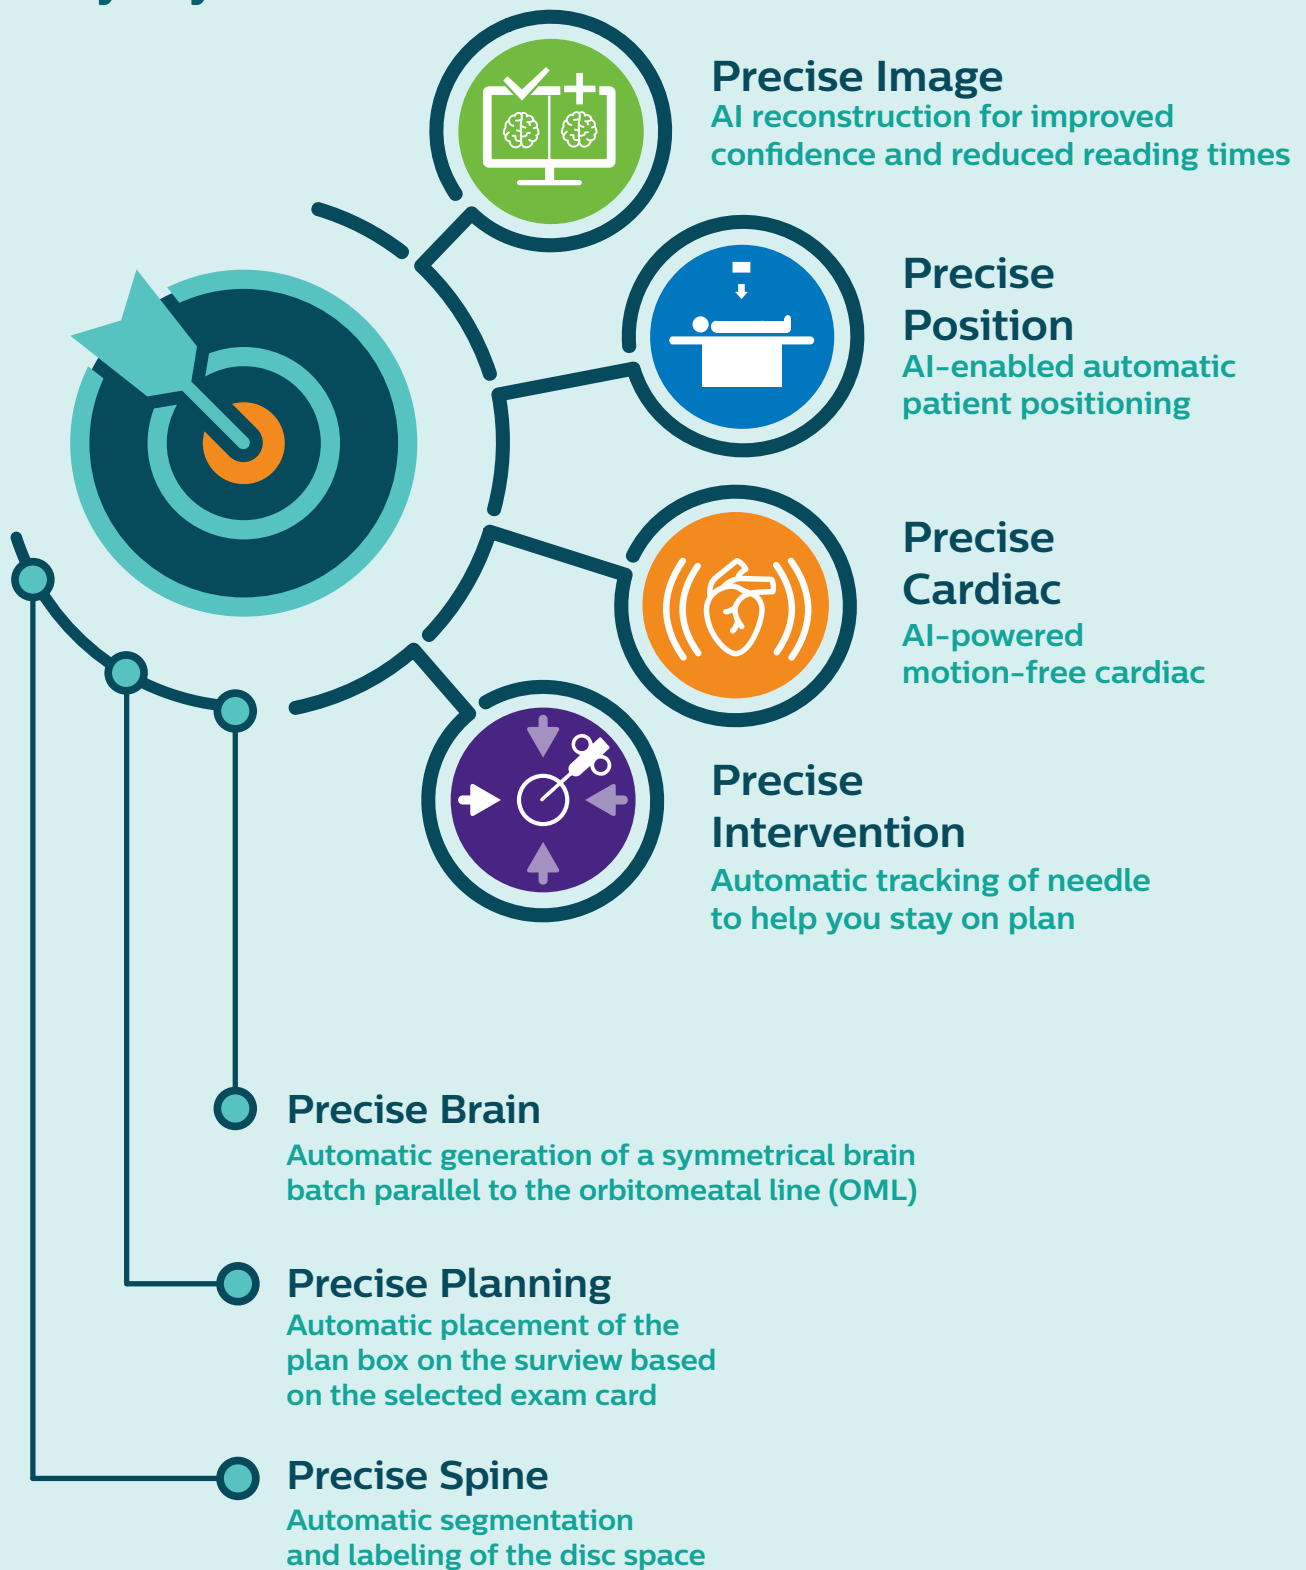 Precise Image
AI reconstruction for improved
confidence and reduced reading times
Precise
Position
AI-enabled automatic
patient positioning
Precise
Cardiac
AI-powered
motion-free cardiac
Precise
Intervention
Automatic tracking of needle
to help you stay on plan
Precise Brain
Automatic generation of a symmetrical brain
batch parallel to the orbitomeatal line (OML)
Precise Planning
Automatic placement of the
plan box on the surview based
on the selected exam card
Precise Spine
Automatic segmentation
and labeling of the disc space